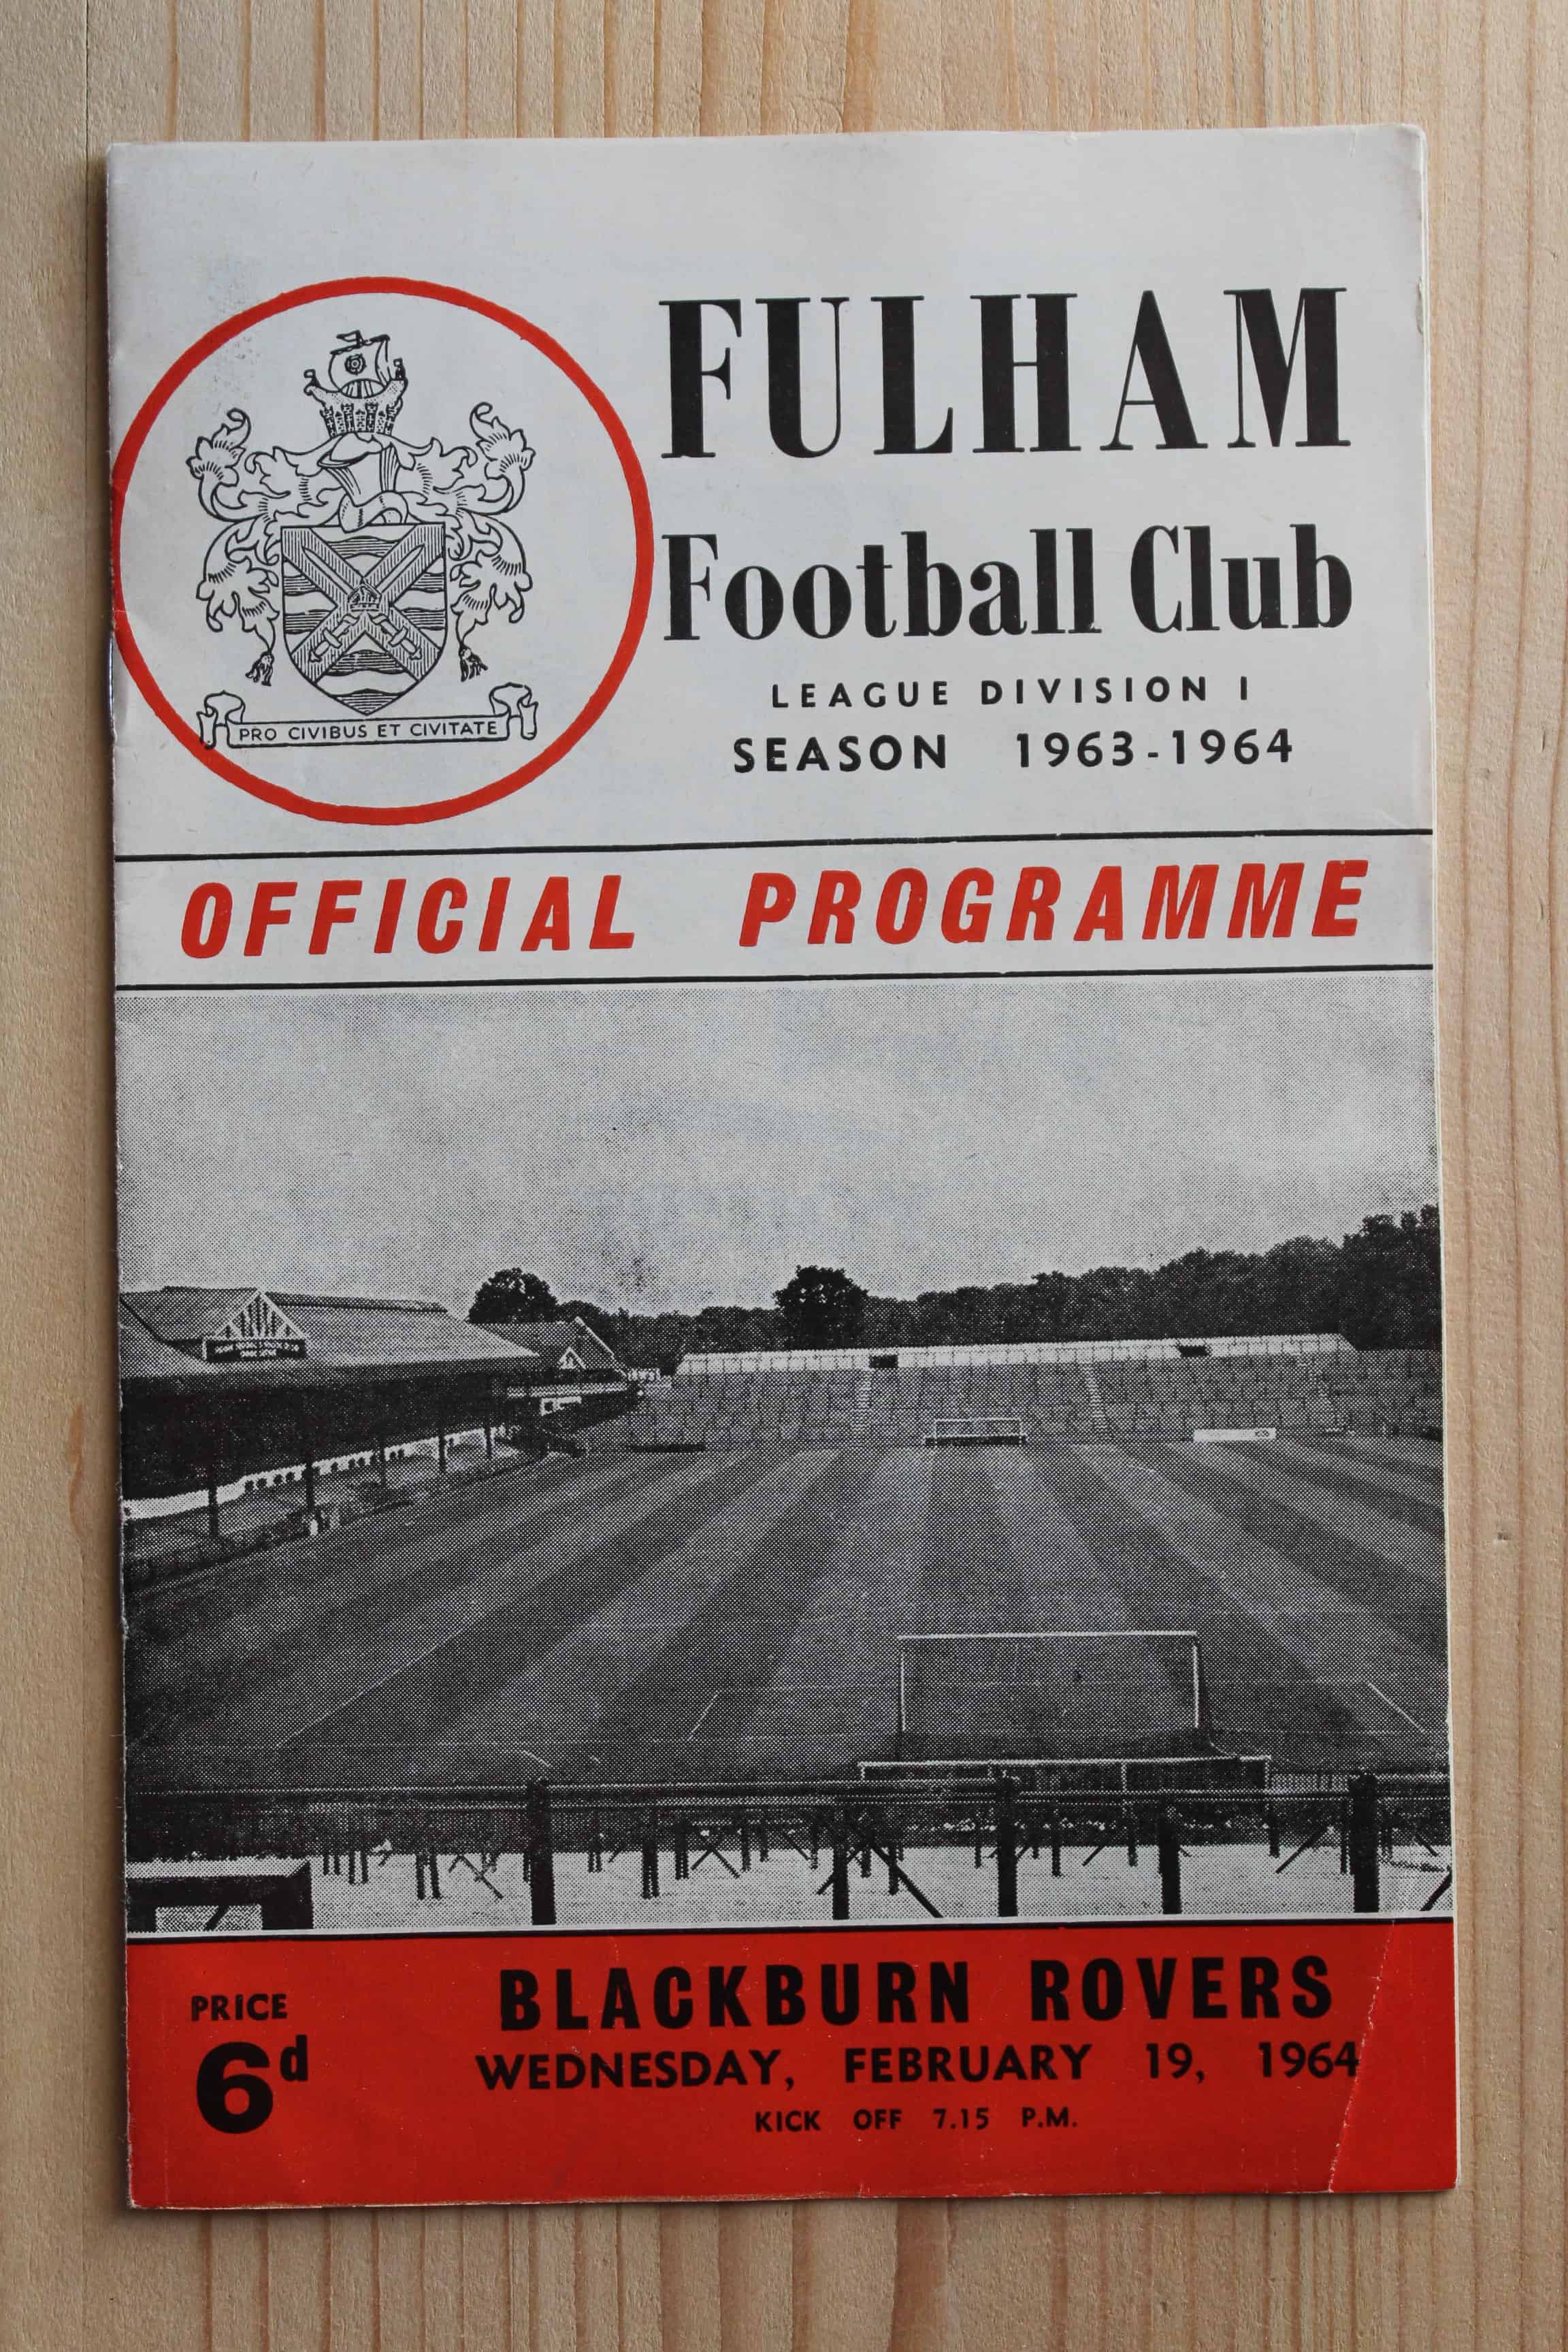 FULHAM
Football Club
LEAGUE DIVISION I
SEASON 1963-1964
PRO CIVIBUS ET CIVITATE
OFFICIAL PROGRAMME
PRICE
6d
BLACKBURN ROVERS
WEDNESDAY, FEBRUARY 19, 1964
KICK OFF 7.15 P.M.